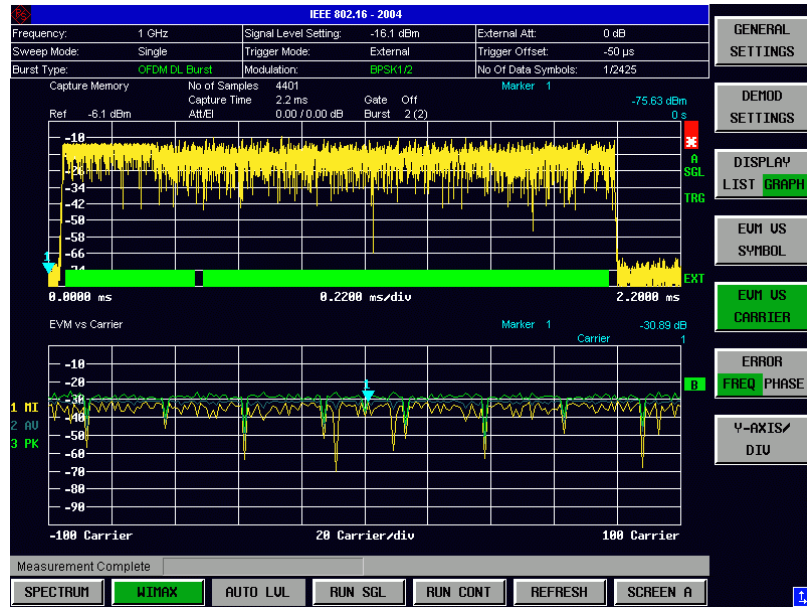 IEEE 802.16 - 2004
Frequency: 1 GHz Signal Level Setting: -16.1 dBm External Att: 0 dB
Sweep Mode: Single Trigger Mode: External Trigger Offset: -50 µs
Burst Type: OFDM DL Burst Modulation: BPSK1/2 No Of Data Symbols: 1/2425
Capture Memory No of Samples 4401 Marker 1
Capture Time 2.2 ms Gate Off -75.63 dBm
Ref -6.1 dBm Att/El 0.00 / 0.00 dB Burst 2 (2) 0 s
-18
-34
-42
-50
-58
-66
1
A
SGL
TRG
EXT
0.0000 ms 0.2200 ms/div 2.2000 ms
EVM vs Carrier Marker 1 -30.89 dB
Carrier 1
-10
-20
1
B
1 MI
2 AV
3 PK
-50
-60
-70
-80
-90
-100 Carrier 20 Carrier/div 100 Carrier
Measurement Complete
SPECTRUM WIMAX AUTO LVL RUN SGL RUN CONT REFRESH SCREEN A
GENERAL
SETTINGS
DEMOD
SETTINGS
DISPLAY
LIST GRAPH
EVM VS
SYMBOL
EVM VS
CARRIER
ERROR
FREQ PHASE
Y-AXIS/
DIV